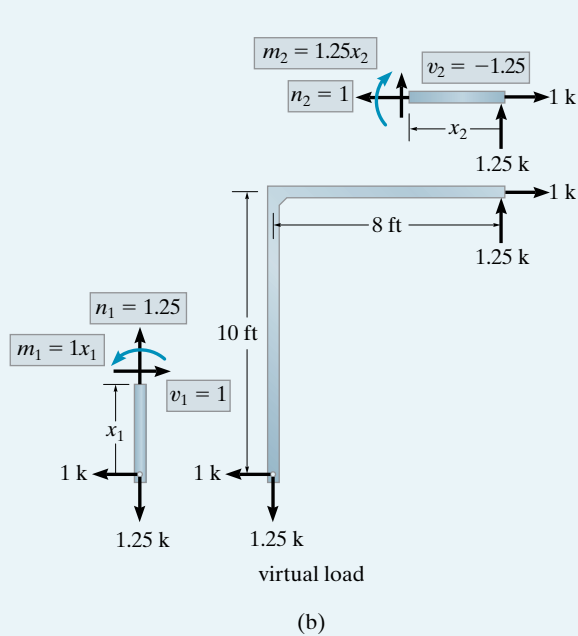 m₂ = 1.25x₂
v₂ = −1.25
n₂ = 1
1 k
x₂
1.25 k
1 k
8 ft
1.25 k
n₁ = 1.25
10 ft
m₁ = 1x₁
v₁ = 1
x₁
1 k
1 k
1.25 k
1.25 k
virtual load
(b)